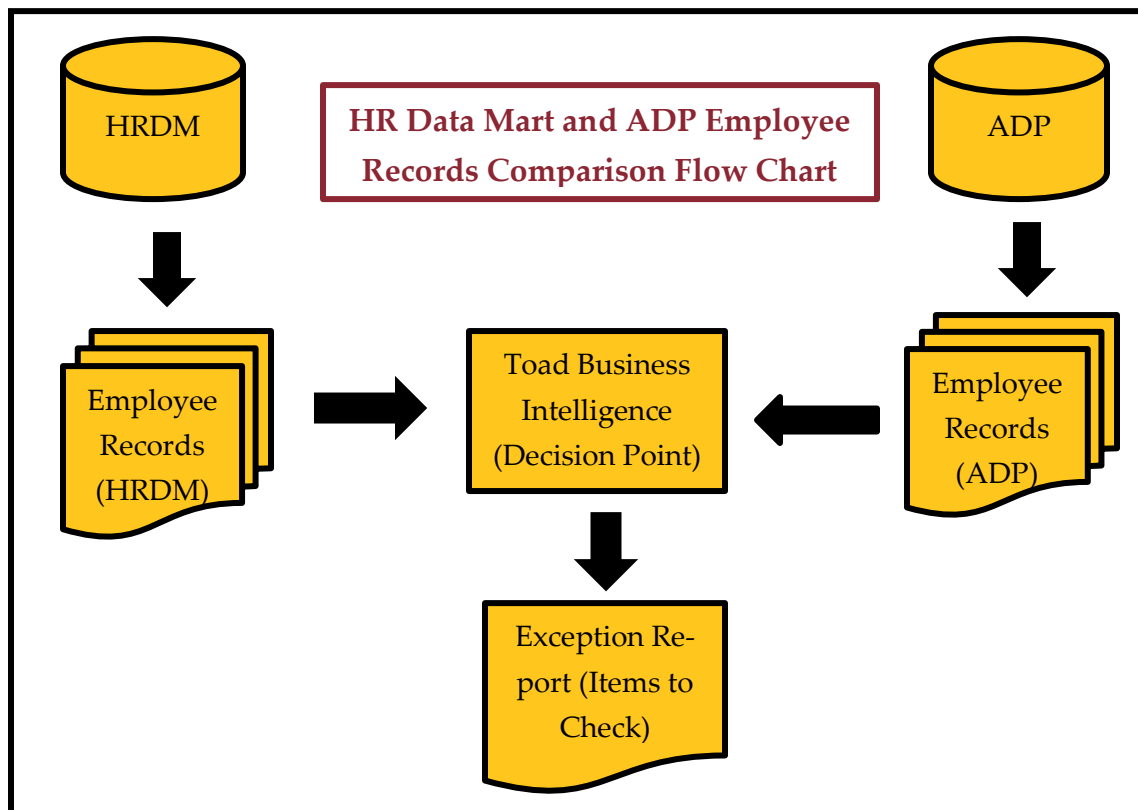 HRDM
HR Data Mart and ADP Employee
Records Comparison Flow Chart
ADP
Employee
Records
(HRDM)
Toad Business
Intelligence
(Decision Point)
Employee
Records
(ADP)
Exception Re-
port (Items to
Check)